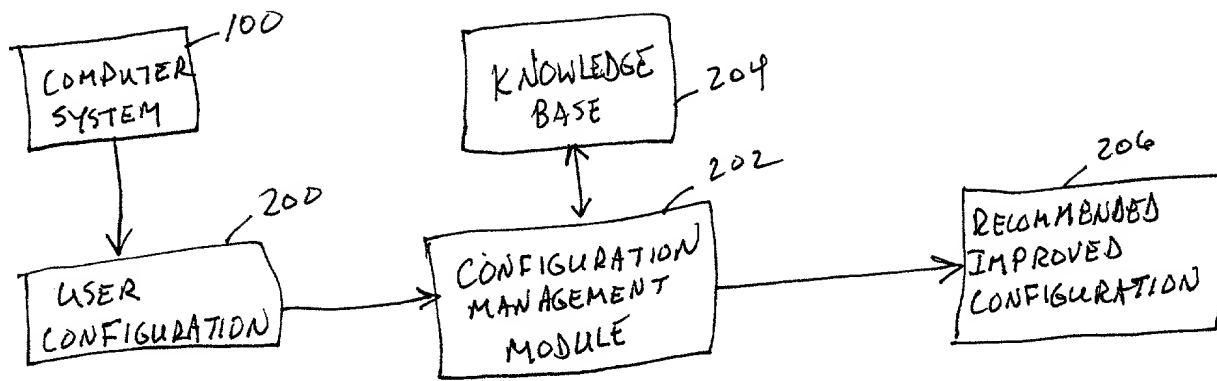 100
COMPUTER
SYSTEM
KNOWLEDGE
BASE
204
200
USER
CONFIGURATION
202
CONFIGURATION
MANAGEMENT
MODULE
206
RECOMMENDED
IMPROVED
CONFIGURATION